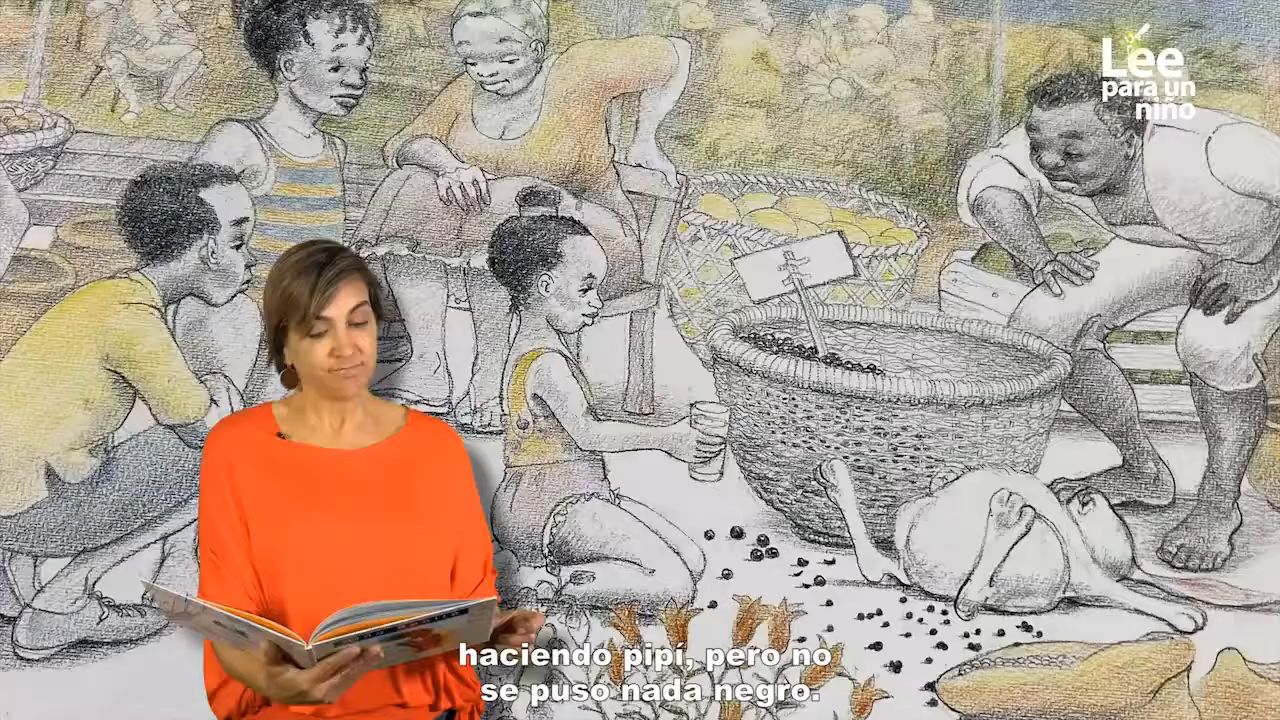 Lee
para un
niño
haciendo pipí, pero no
se puso nada negro.